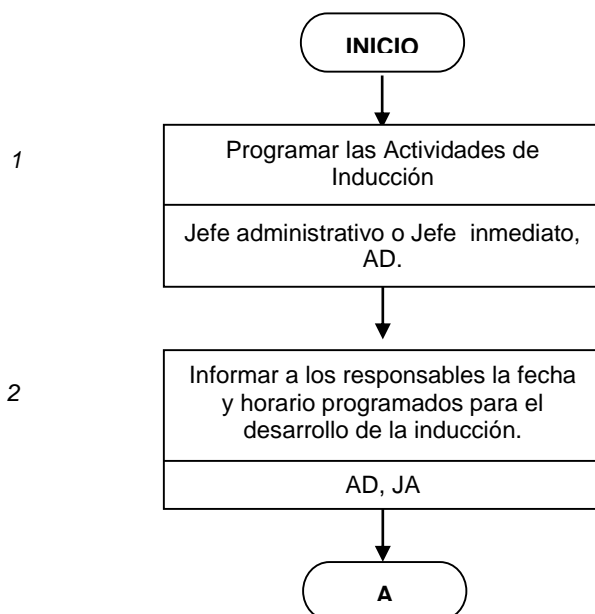 INICIO
1
Programar las Actividades de
Inducción
Jefe administrativo o Jefe inmediato,
AD.
2
Informar a los responsables la fecha
y horario programados para el
desarrollo de la inducción.
AD, JA
A